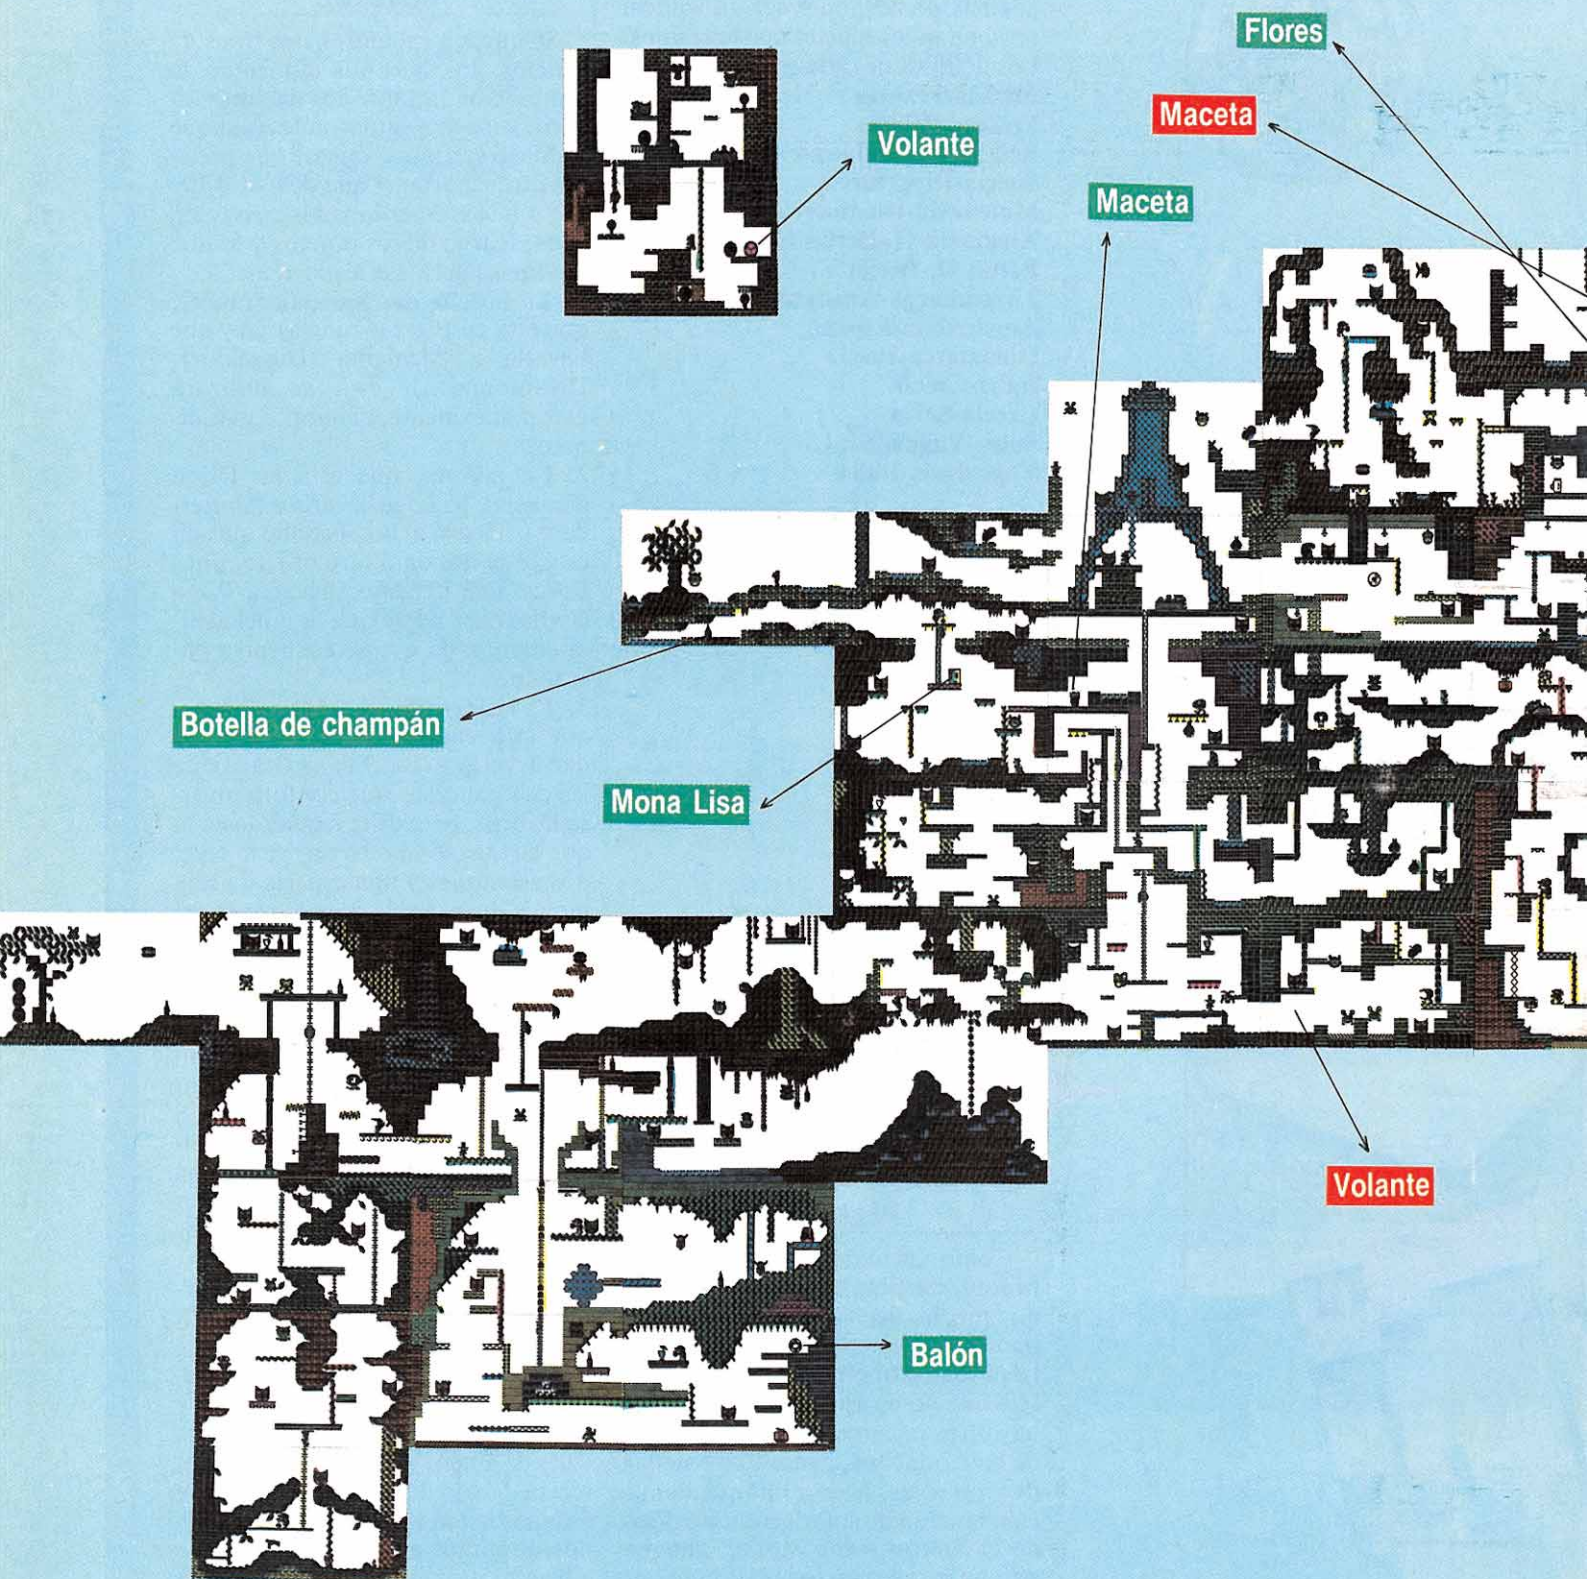 Flores
Maceta
Volante
Maceta
Botella de champán
Mona Lisa
Volante
Balón